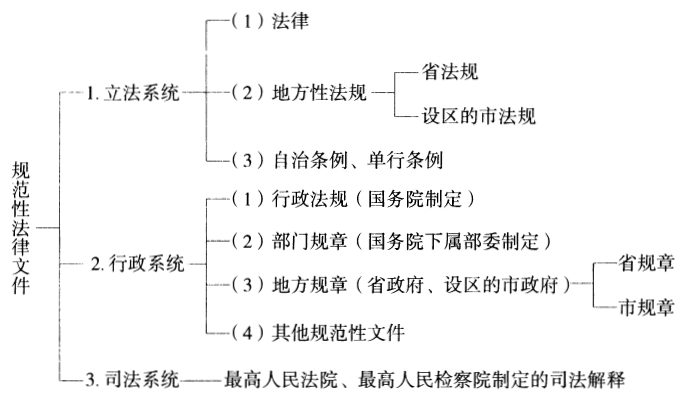 规范性法律文件
1.立法系统
(1)法律
(2)地方性法规
省法规
设区的市法规
(3)自治条例、单行条例
2.行政系统
(1)行政法规(国务院制定)
(2)部门规章(国务院下属部委制定)
(3)地方规章(省政府、设区的市政府)
省规章
市规章
(4)其他规范性文件
3.司法系统
最高人民法院、最高人民检察院制定的司法解释